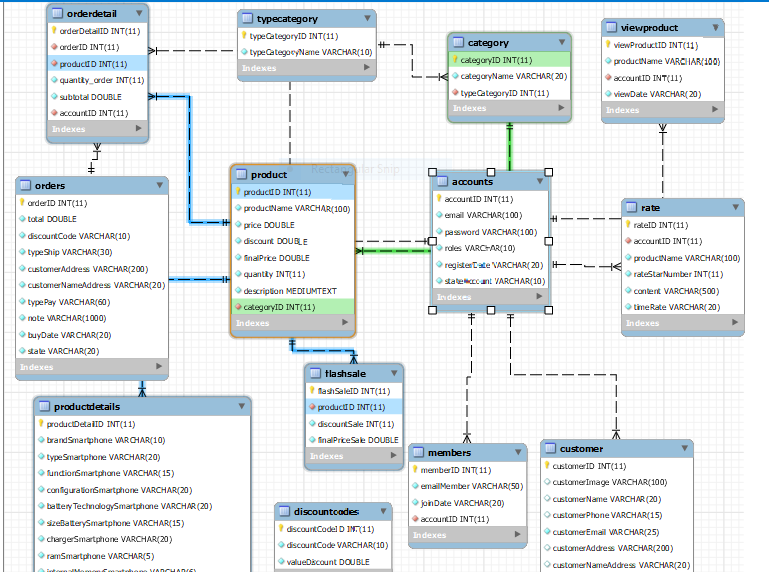 orderdetail
orderDetailID INT(11)
orderID INT(11)
productID INT(11)
quantity_order INT(11)
subtotal DOUBLE
accountID INT(11)
Indexes
typecategory
typeCategoryID INT(11)
typeCategoryName VARCHAR(10)
Indexes
category
categoryID INT(11)
categoryName VARCHAR(20)
typeCategoryID INT(11)
Indexes
viewproduct
viewProductID INT(11)
productName VARCHAR(100)
accountID INT(11)
viewDate VARCHAR(20)
Indexes
Rectangular Snip
orders
orderID INT(11)
total DOUBLE
discountCode VARCHAR(10)
typeShip VARCHAR(30)
customerAddress VARCHAR(200)
customerNameAddress VARCHAR(20)
typePay VARCHAR(60)
note VARCHAR(1000)
buyDate VARCHAR(20)
state VARCHAR(20)
Indexes
product
productID INT(11)
productName VARCHAR(100)
price DOUBLE
discount DOUBLE
finalPrice DOUBLE
quantity INT(11)
description MEDIUMTEXT
categoryID INT(11)
Indexes
accounts
accountID INT(11)
email VARCHAR(100)
password VARCHAR(100)
roles VARCHAR(10)
registerDate VARCHAR(20)
stateAccount VARCHAR(10)
Indexes
rate
rateID INT(11)
accountID INT(11)
productName VARCHAR(100)
rateStarNumber INT(11)
content VARCHAR(500)
timeRate VARCHAR(20)
Indexes
flashsale
flashSaleID INT(11)
productID INT(11)
discountSale INT(11)
finalPriceSale DOUBLE
Indexes
productdetails
productDetailID INT(11)
brandSmartphone VARCHAR(10)
typeSmartphone VARCHAR(20)
functionSmartphone VARCHAR(15)
configurationSmartphone VARCHAR(20)
batteryTechnologySmartphone VARCHAR(20)
sizeBatterySmartphone VARCHAR(15)
chargerSmartphone VARCHAR(20)
ramSmartphone VARCHAR(5)
discountcodes
discountCodeID INT(11)
discountCode VARCHAR(10)
valueDiscount DOUBLE
members
memberID INT(11)
emailMember VARCHAR(50)
joinDate VARCHAR(20)
accountID INT(11)
Indexes
customer
customerID INT(11)
customerImage VARCHAR(100)
customerName VARCHAR(20)
customerPhone VARCHAR(15)
customerEmail VARCHAR(25)
customerAddress VARCHAR(200)
customerNameAddress VARCHAR(20)